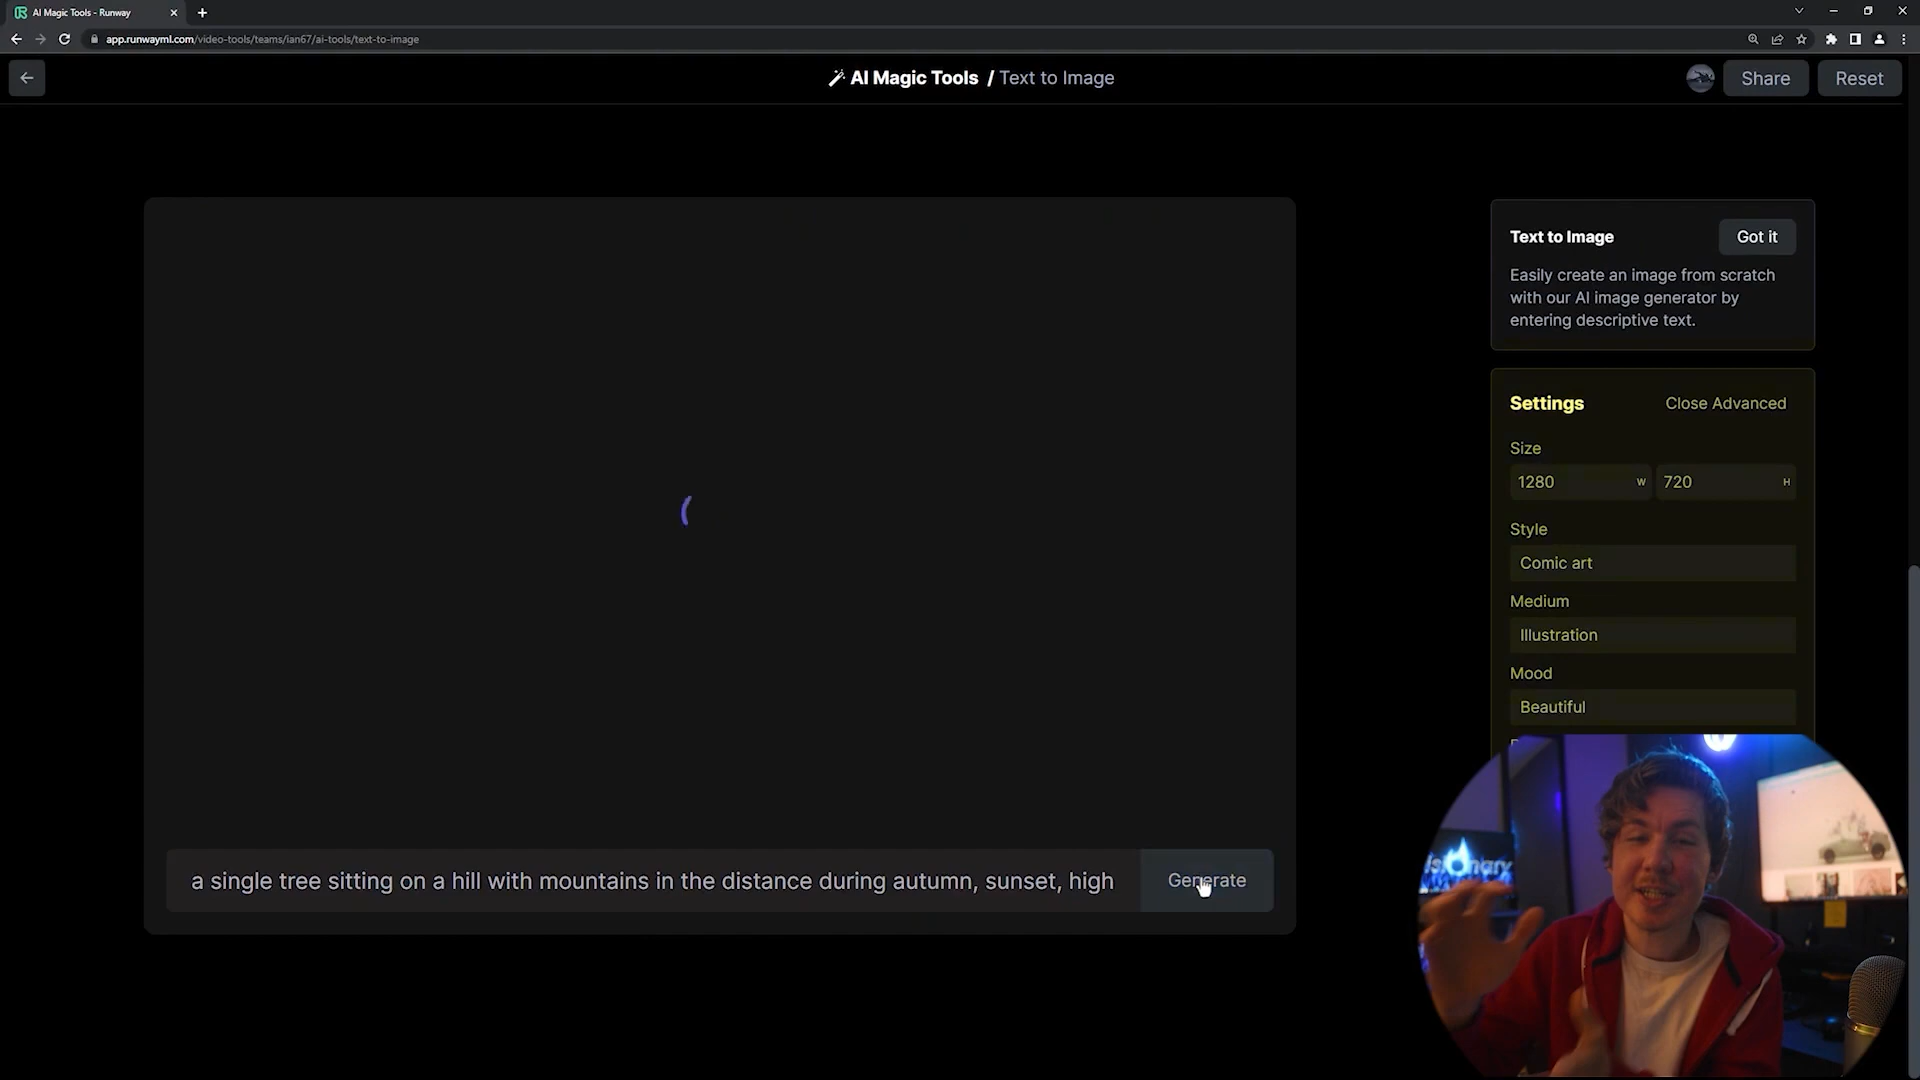 AI Magic Tools - Runway
app.runwayml.com/video-tools/teams/ian67/ai-tools/text-to-image
AI Magic Tools / Text to Image
Share
Reset
Text to Image
Got it
Easily create an image from scratch
with our AI image generator by
entering descriptive text.
Settings
Close Advanced
Size
1280 W
720 H
Style
Comic art
Medium
Illustration
Mood
Beautiful
a single tree sitting on a hill with mountains in the distance during autumn, sunset, high
Generate